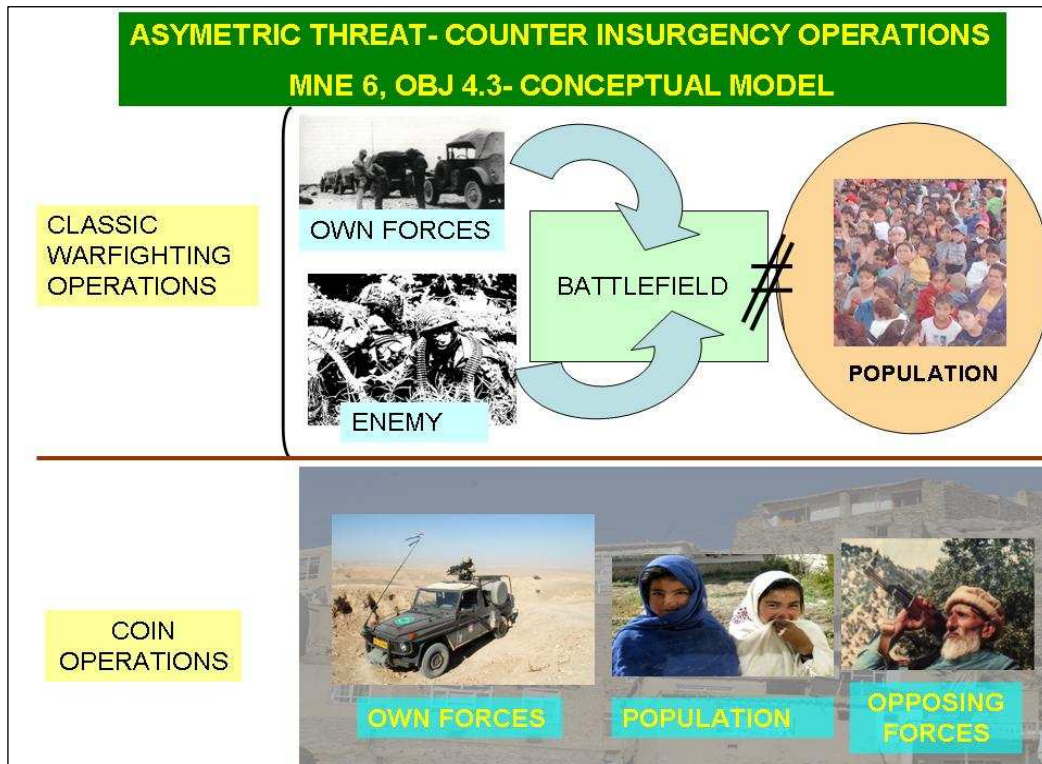 ASYMETRIC THREAT- COUNTER INSURGENCY OPERATIONS
MNE 6, OBJ 4.3- CONCEPTUAL MODEL
CLASSIC
WARFIGHTING
OPERATIONS
OWN FORCES
ENEMY
BATTLEFIELD
POPULATION
COIN
OPERATIONS
OWN FORCES
POPULATION
OPPOSING
FORCES